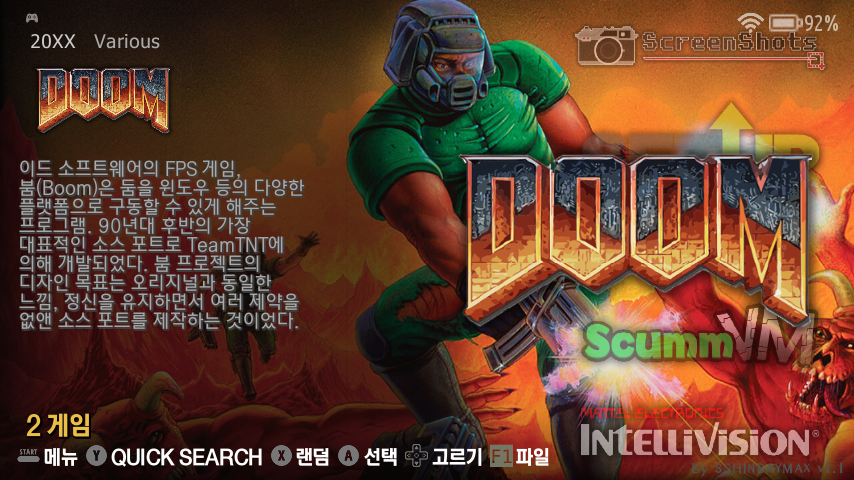 92%
20XX Various
ScreenShots
DOOM
UP
DOOM
이드 소프트웨어의 FPS 게임,
붐(Boom)은 둠을 윈도우 등의 다양한
플랫폼으로 구동할 수 있게 해주는
프로그램. 90년대 후반의 가장
대표적인 소스 포트로 TeamTNT에
의해 개발되었다. 붐 프로젝트의
디자인 목표는 오리지널과 동일한
느낌, 정신을 유지하면서 여러 제약을
없앤 소스 포트를 제작하는 것이었다.
ScummVM
2 게임
MATTEL ELECTRONICS
INTELLIVISION®
START 메뉴 Y QUICK SEARCH X 랜덤 A 선택 고르기 F1 파일
BY SSHINRYMAX V1.1